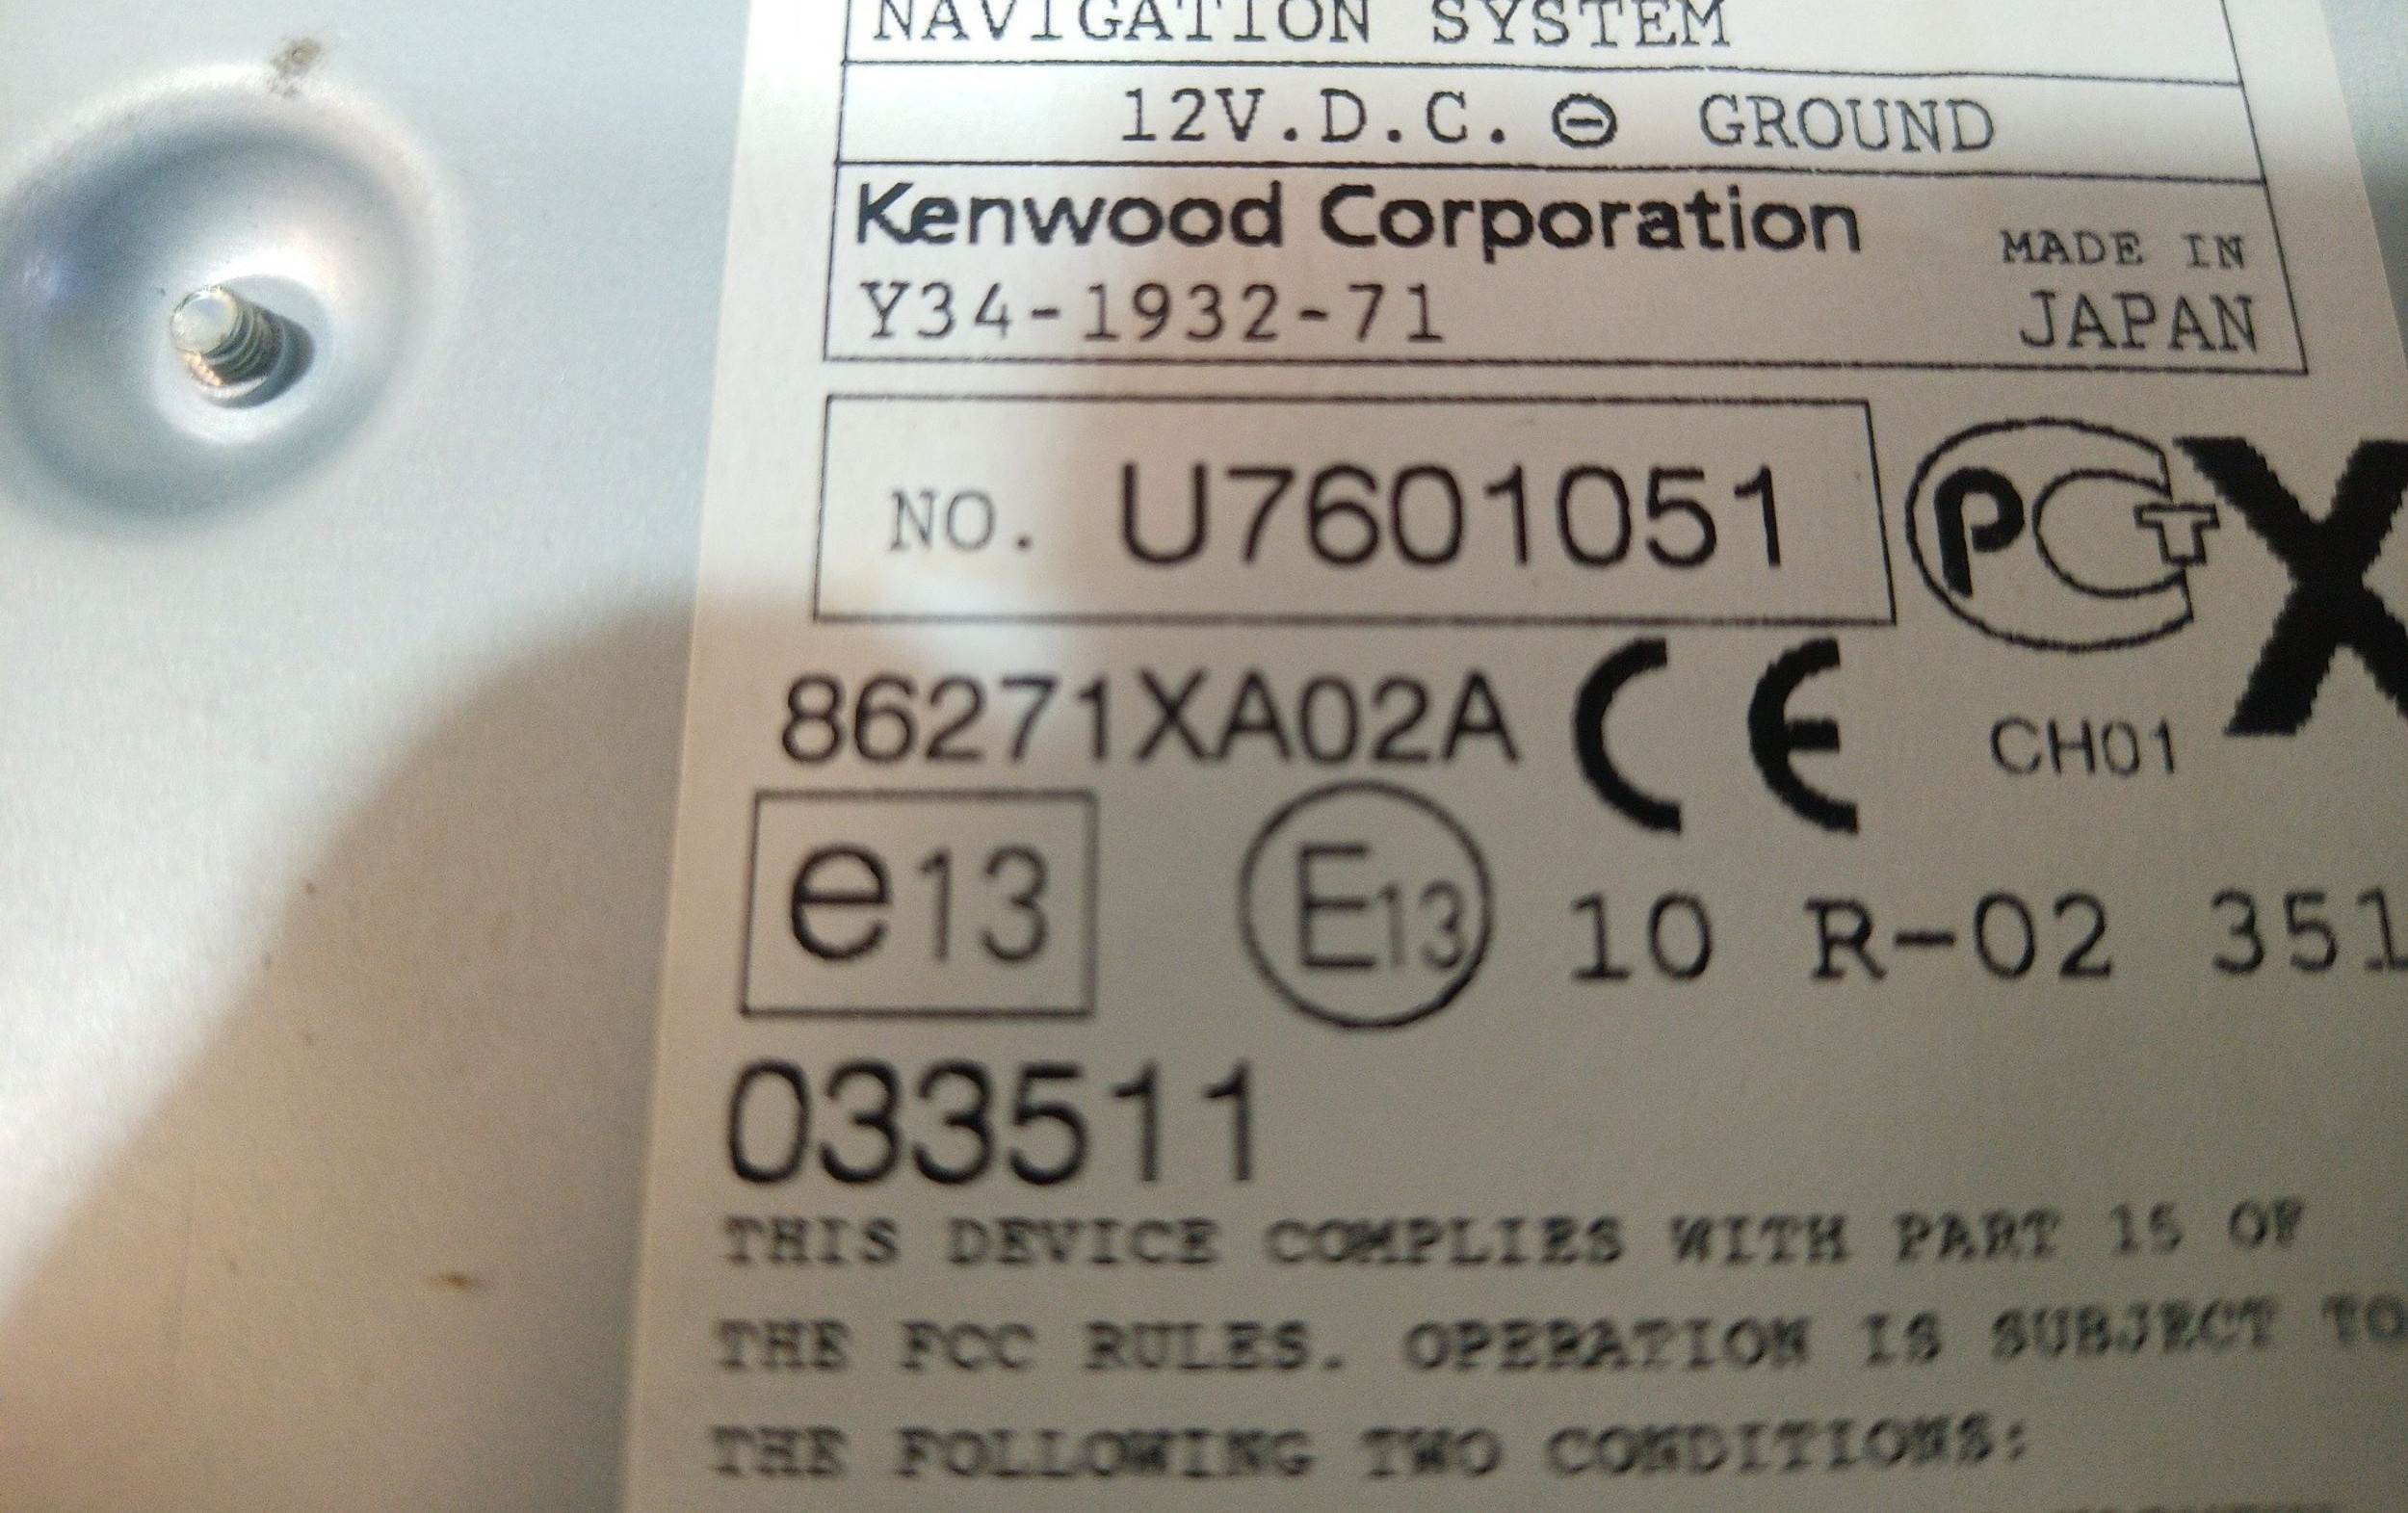 NAVIGATION SYSTEM
12V.D.C. ⊖ GROUND
Kenwood Corporation
MADE IN
Y34-1932-71
JAPAN
NO. U7601051
PCT
X
86271XA02A CE
CH01
e13 E13 10 R-02 351
033511
THIS DEVICE COMPLIES WITH PART 15 OF
THE FCC RULES. OPERATION IS SUBJECT TO
THE FOLLOWING TWO CONDITIONS: